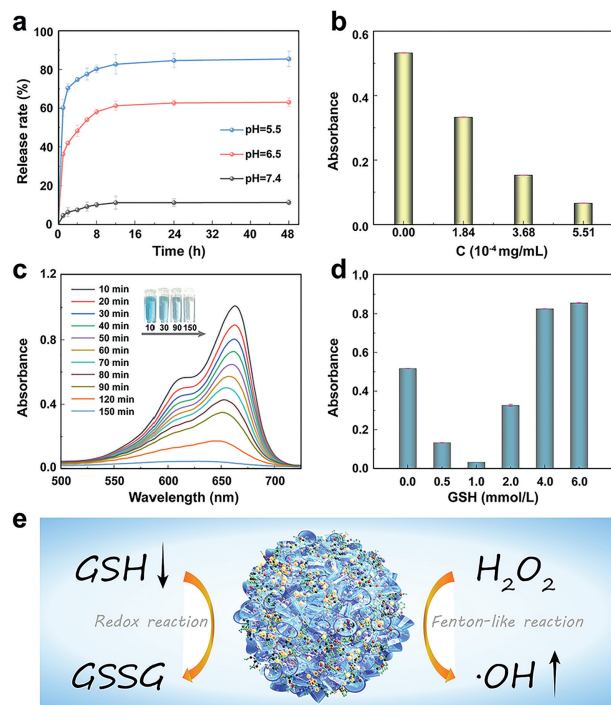 a
100
80
60
40
20
0
Release rate (%)
pH=5.5
pH=6.5
pH=7.4
0
8
16
24
32
40
48
Time (h)
b
0.6
0.4
0.2
0.0
Absorbance
0.00
1.84
3.68
5.51
C (10⁻⁴ mg/mL)
c
1.2
0.8
0.4
0.0
Absorbance
10 min
20 min
30 min
40 min
50 min
60 min
70 min
80 min
90 min
120 min
150 min
10 30 90 150
500
550
600
650
700
Wavelength (nm)
d
1.0
0.8
0.6
0.4
0.2
0.0
Absorbance
0.0
0.5
1.0
2.0
4.0
6.0
GSH (mmol/L)
e
GSH
Redox reaction
GSSG
H₂O₂
Fenton-like reaction
·OH